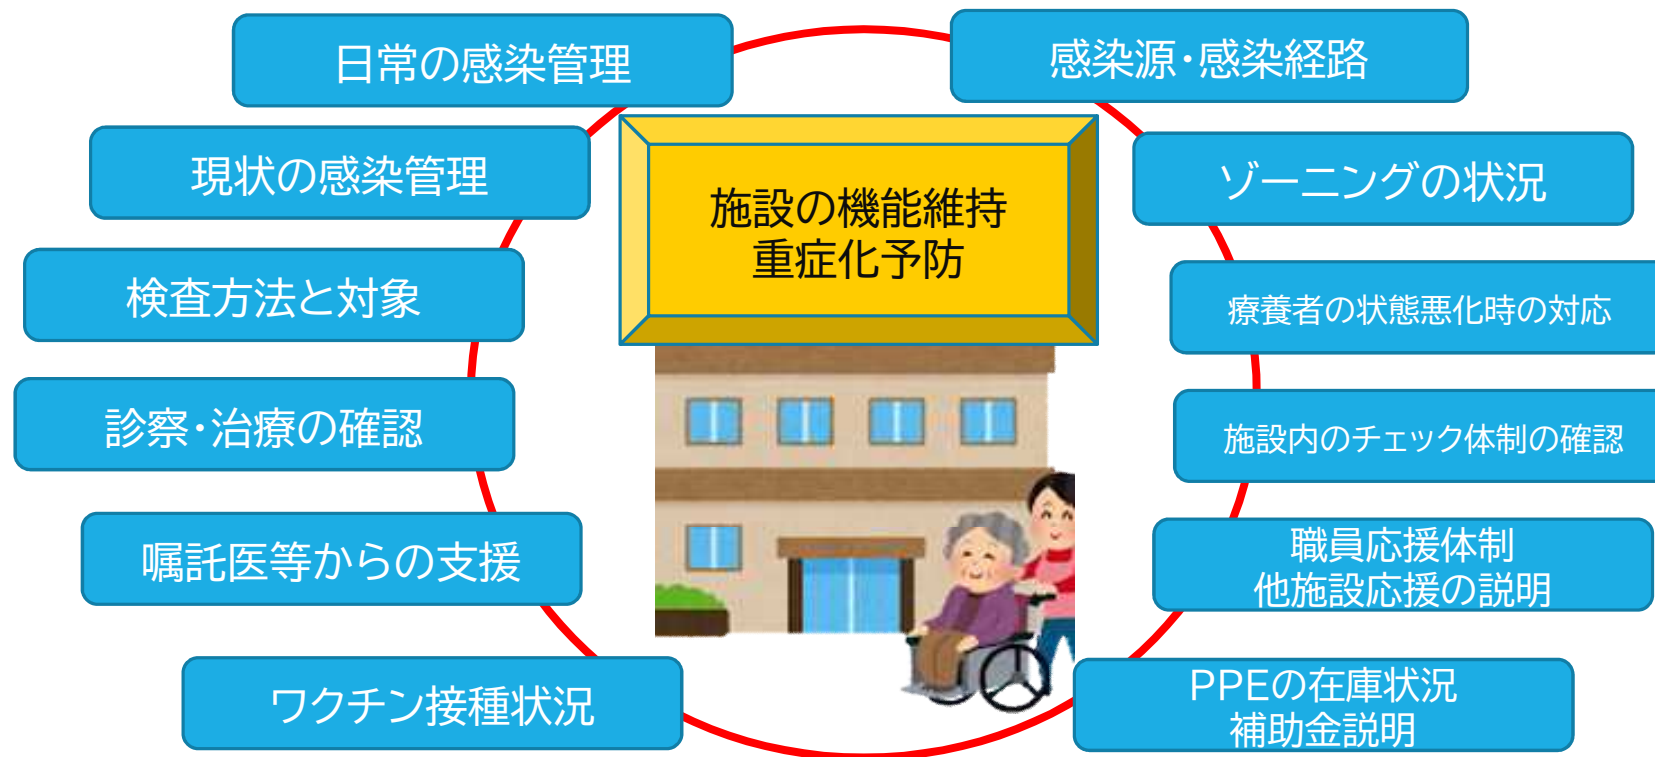 日常の感染管理
感染源・感染経路
現状の感染管理
ゾーニングの状況
施設の機能維持
重症化予防
検査方法と対象
療養者の状態悪化時の対応
診察・治療の確認
施設内のチェック体制の確認
嘱託医等からの支援
職員応援体制
他施設応援の説明
ワクチン接種状況
PPEの在庫状況
補助金説明